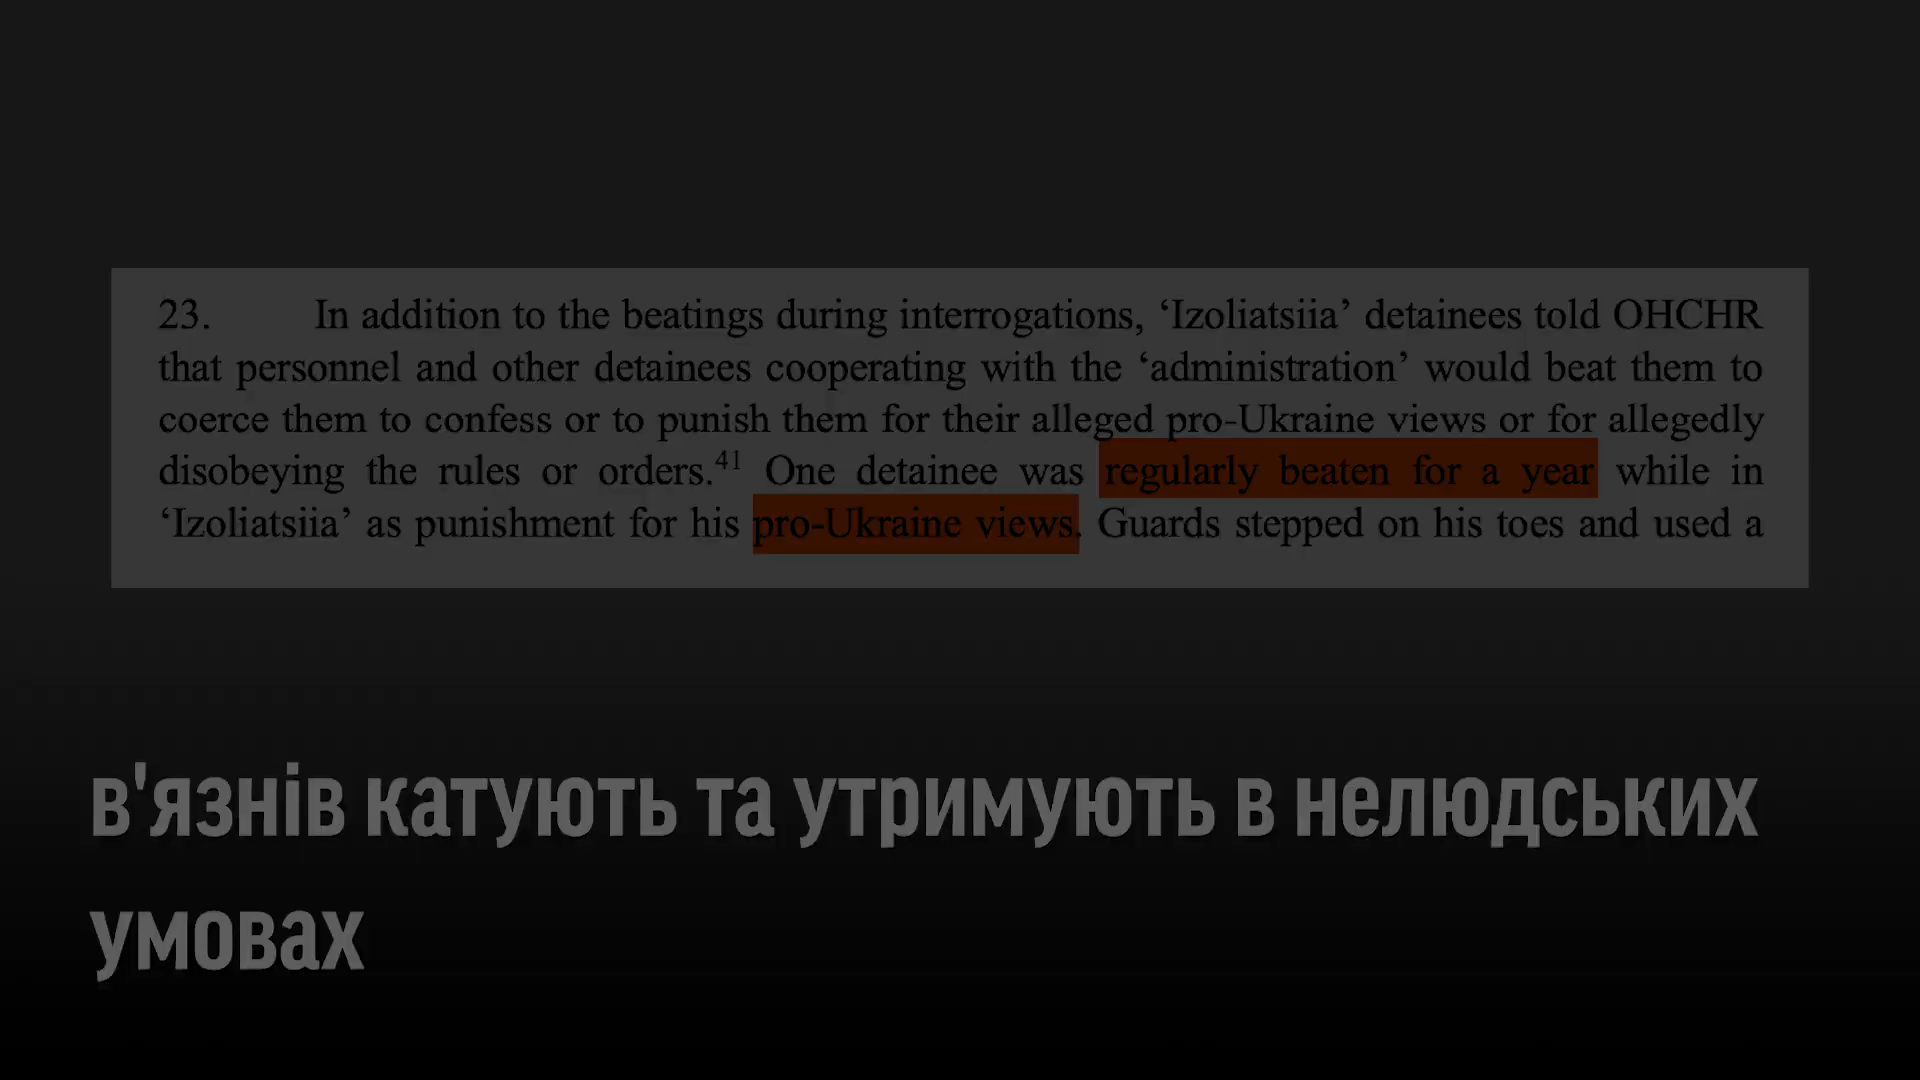 23. In addition to the beatings during interrogations, ‘Izoliatsiia’ detainees told OHCHR
that personnel and other detainees cooperating with the ‘administration’ would beat them to
coerce them to confess or to punish them for their alleged pro-Ukraine views or for allegedly
disobeying the rules or orders.⁴¹ One detainee was regularly beaten for a year while in
‘Izoliatsiia’ as punishment for his pro-Ukraine views. Guards stepped on his toes and used a
в'язнів катують та утримують в нелюдських
умовах